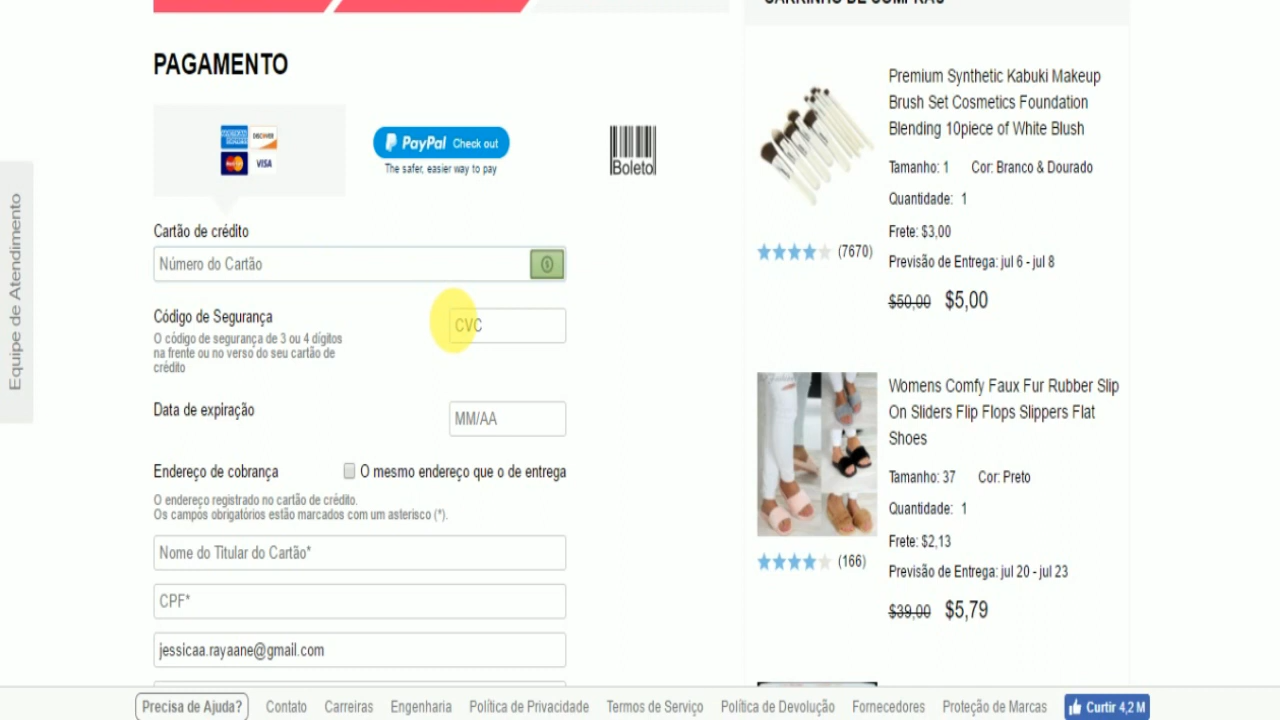 CARRINHO DE COMPRAS
PAGAMENTO
AMERICAN EXPRESS
DISCOVER
MasterCard
VISA
PayPal Check out
The safer, easier way to pay
Boleto
Equipe de Atendimento
Cartão de crédito
Número do Cartão
Código de Segurança
O código de segurança de 3 ou 4 dígitos
na frente ou no verso do seu cartão de
crédito
CVC
Data de expiração
MM/AA
Endereço de cobrança
O mesmo endereço que o de entrega
O endereço registrado no cartão de crédito.
Os campos obrigatórios estão marcados com um asterisco (*).
Nome do Titular do Cartão*
CPF*
jessicaa.rayaane@gmail.com
Premium Synthetic Kabuki Makeup
Brush Set Cosmetics Foundation
Blending 10piece of White Blush
Tamanho: 1 Cor: Branco & Dourado
Quantidade: 1
Frete: $3,00
(7670)
Previsão de Entrega: jul 6 - jul 8
$50,00 $5,00
Womens Comfy Faux Fur Rubber Slip
On Sliders Flip Flops Slippers Flat
Shoes
Tamanho: 37 Cor: Preto
Quantidade: 1
Frete: $2,13
(166)
Previsão de Entrega: jul 20 - jul 23
$39,00 $5,79
Precisa de Ajuda? Contato Carreiras Engenharia Política de Privacidade Termos de Serviço Política de Devolução Fornecedores Proteção de Marcas Curtir 4,2 M